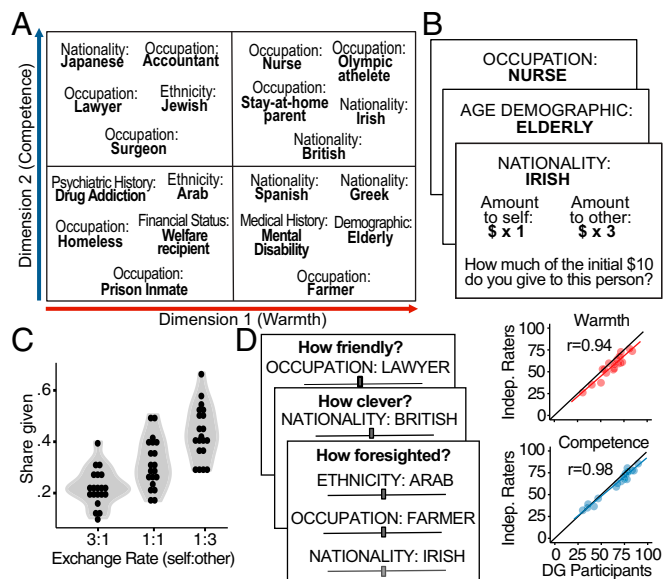 A
Dimension 2 (Competence)
Nationality:
Japanese
Occupation:
Accountant
Occupation:
Lawyer
Ethnicity:
Jewish
Occupation:
Surgeon
Occupation:
Nurse
Occupation:
Olympic
athelete
Occupation:
Stay-at-home
parent
Nationality:
Irish
Nationality:
British
Psychiatric History:
Drug Addiction
Ethnicity:
Arab
Occupation:
Homeless
Financial Status:
Welfare
recipient
Occupation:
Prison Inmate
Nationality:
Spanish
Nationality:
Greek
Medical History:
Mental
Disability
Demographic:
Elderly
Occupation:
Farmer
Dimension 1 (Warmth)
B
OCCUPATION:
NURSE
AGE DEMOGRAPHIC:
ELDERLY
NATIONALITY:
IRISH
Amount
to self:
$ x 1
Amount
to other:
$ x 3
How much of the initial $10
do you give to this person?
C
Share given
.6
.4
.2
3:1 1:1 1:3
Exchange Rate (self:other)
D
How friendly?
OCCUPATION: LAWYER
How clever?
NATIONALITY: BRITISH
How foresighted?
ETHNICITY: ARAB
OCCUPATION: FARMER
NATIONALITY: IRISH
Warmth
Indep. Raters
100
75
50
25
0
r=0.94
Competence
Indep. Raters
100
75
50
25
0
r=0.98
0 25 50 75 100
DG Participants